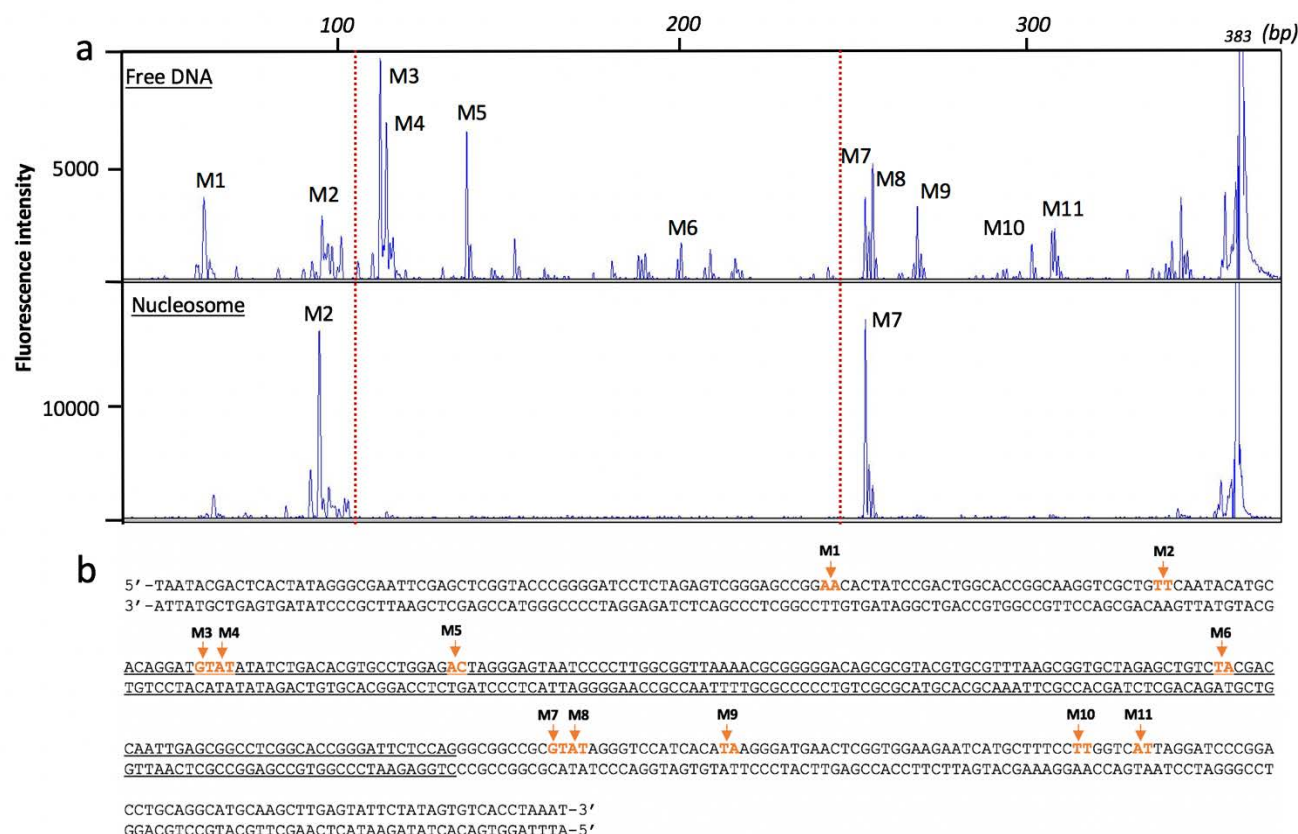 100 200 300 383 (bp)
a
Free DNA
M3
M4
M5
M1
M2
M6
M7
M8
M9
M10
M11
5000
Fluorescence intensity
Nucleosome
M2
M7
10000
Fluorescence intensity
b
M1 M2
5'-TAATACGACTCACTATAGGGCGAATTCGAGCTCGGTACCCGGGGATCCTCTAGAGTCGGGAGCCGGAACACTATCCGACTGGCACCGGCAAGGTCGCTGTTCAATACATGC
3'-ATTATGCTGAGTGATATCCCGCTTAAGCTCGAGCCATGGGCCCCTAGGAGATCTCAGCCCTCGGCCTTGTGATAGGCTGACCGTGGCCGTTCCAGCGACAAGTTATGTACG
M3 M4 M5 M6
ACAGGATGTATATATCTGACACGTGCCTGGAGACTAGGGAGTAATCCCCTTGGCGGTTAAAACGCGGGGGACAGCGCGTACGTGCGTTTAAGCGGTGCTAGAGCTGTCTACGAC
TGTCCTACATATATAGACTGTGCACGGACCTCTGATCCCTCATTAGGGGAACCGCCAATTTTGCGCCCCCTGTCGCGCATGCACGCAAATTCGCCACGATCTCGACAGATGCTG
M7 M8 M9 M10 M11
CAATTGAGCGGCCTCGGCACCGGGATTCTCCAGGGCGGCCGCGTATAGGGTCCATCACATAAGGGATGAACTCGGTGGAAGAATCATGCTTTCCTTGGTCATTAGGATCCCGGA
GTTAACTCGCCGGAGCCGTGGCCCTAAGAGGTCCCGCCGGCGCATATCCCAGGTAGTGTATTCCCTACTTGAGCCACCTTCTTAGTACGAAAGGAACCAGTAATCCTAGGGCCT
CCTGCAGGCATGCAAGCTTGAGTATTCTATAGTGTCACCTAAAT-3'
GGACGTCCGTACGTTCGAACTCATAAGATATCACAGTGGATTTA-5'